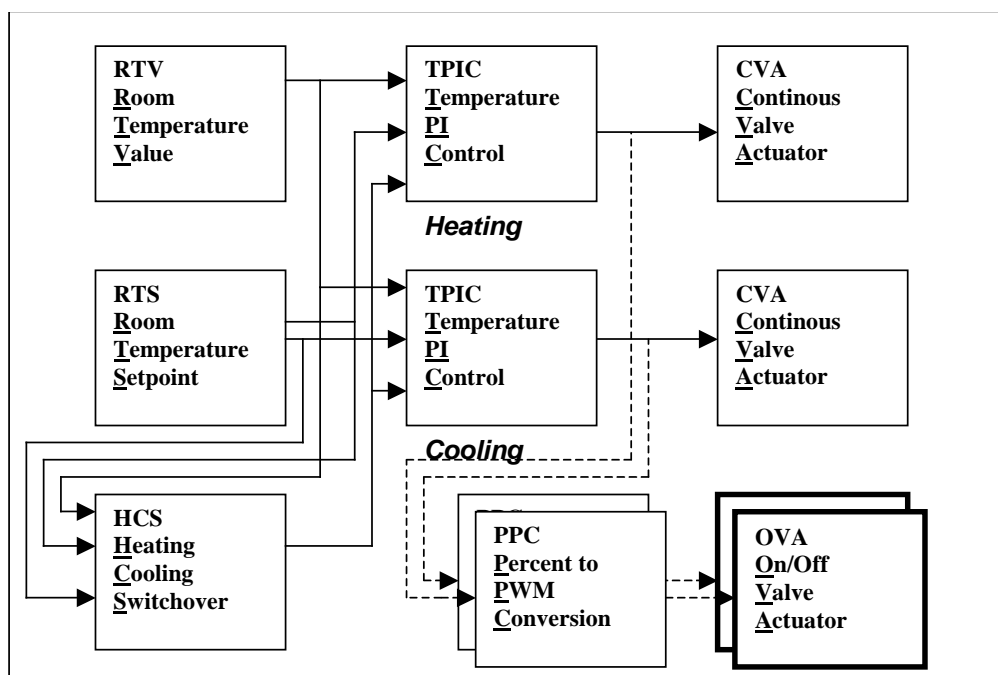 RTV
Room
Temperature
Value
TPIC
Temperature
PI
Control
CVA
Continous
Valve
Actuator
Heating
RTS
Room
Temperature
Setpoint
TPIC
Temperature
PI
Control
CVA
Continous
Valve
Actuator
Cooling
HCS
Heating
Cooling
Switchover
PPC
Percent to
PWM
Conversion
OVA
On/Off
Valve
Actuator